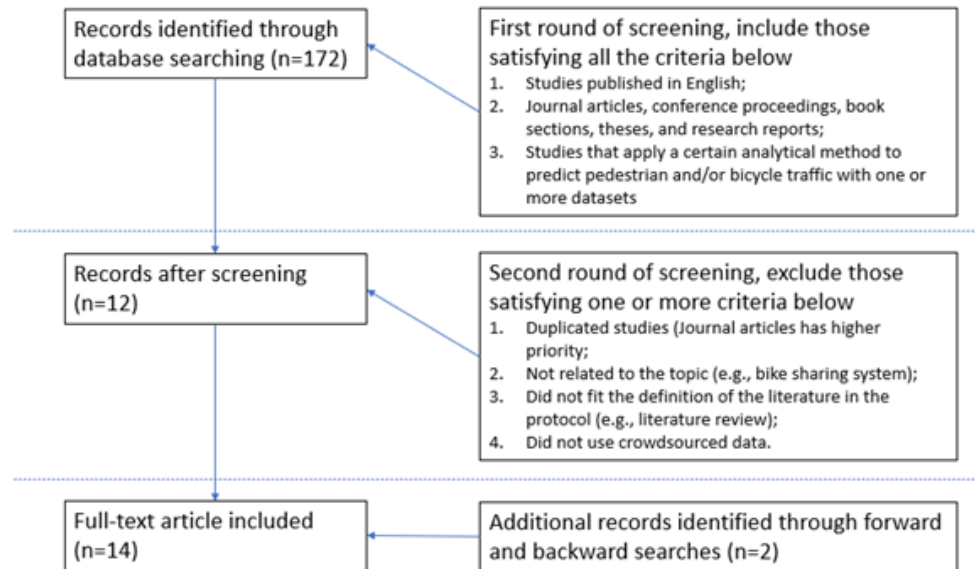 Records identified through
database searching (n=172)
First round of screening, include those
satisfying all the criteria below
1. Studies published in English;
2. Journal articles, conference proceedings, book
sections, theses, and research reports;
3. Studies that apply a certain analytical method to
predict pedestrian and/or bicycle traffic with one or
more datasets
Records after screening
(n=12)
Second round of screening, exclude those
satisfying one or more criteria below
1. Duplicated studies (Journal articles has higher
priority;
2. Not related to the topic (e.g., bike sharing system);
3. Did not fit the definition of the literature in the
protocol (e.g., literature review);
4. Did not use crowdsourced data.
Full-text article included
(n=14)
Additional records identified through forward
and backward searches (n=2)